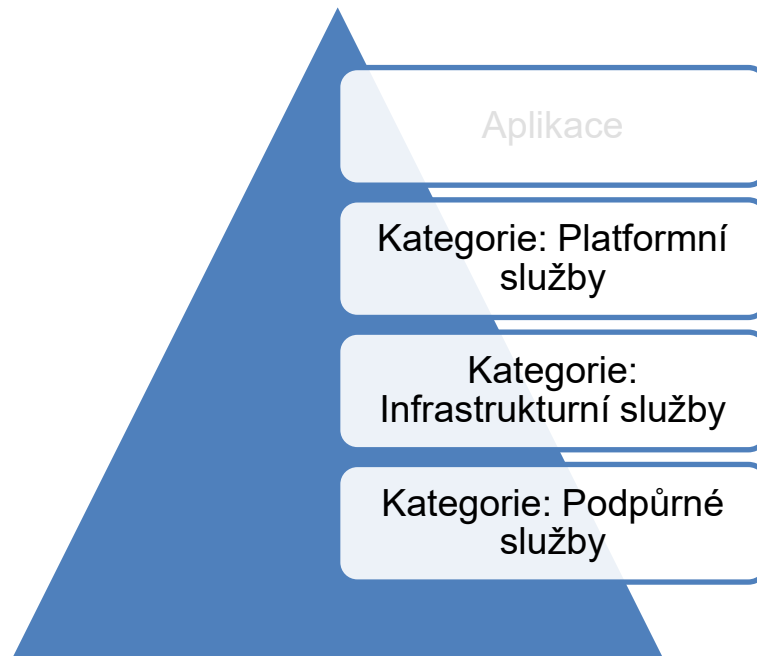 Aplikace
Kategorie: Platformní
služby
Kategorie:
Infrastrukturní služby
Kategorie: Podpůrné
služby